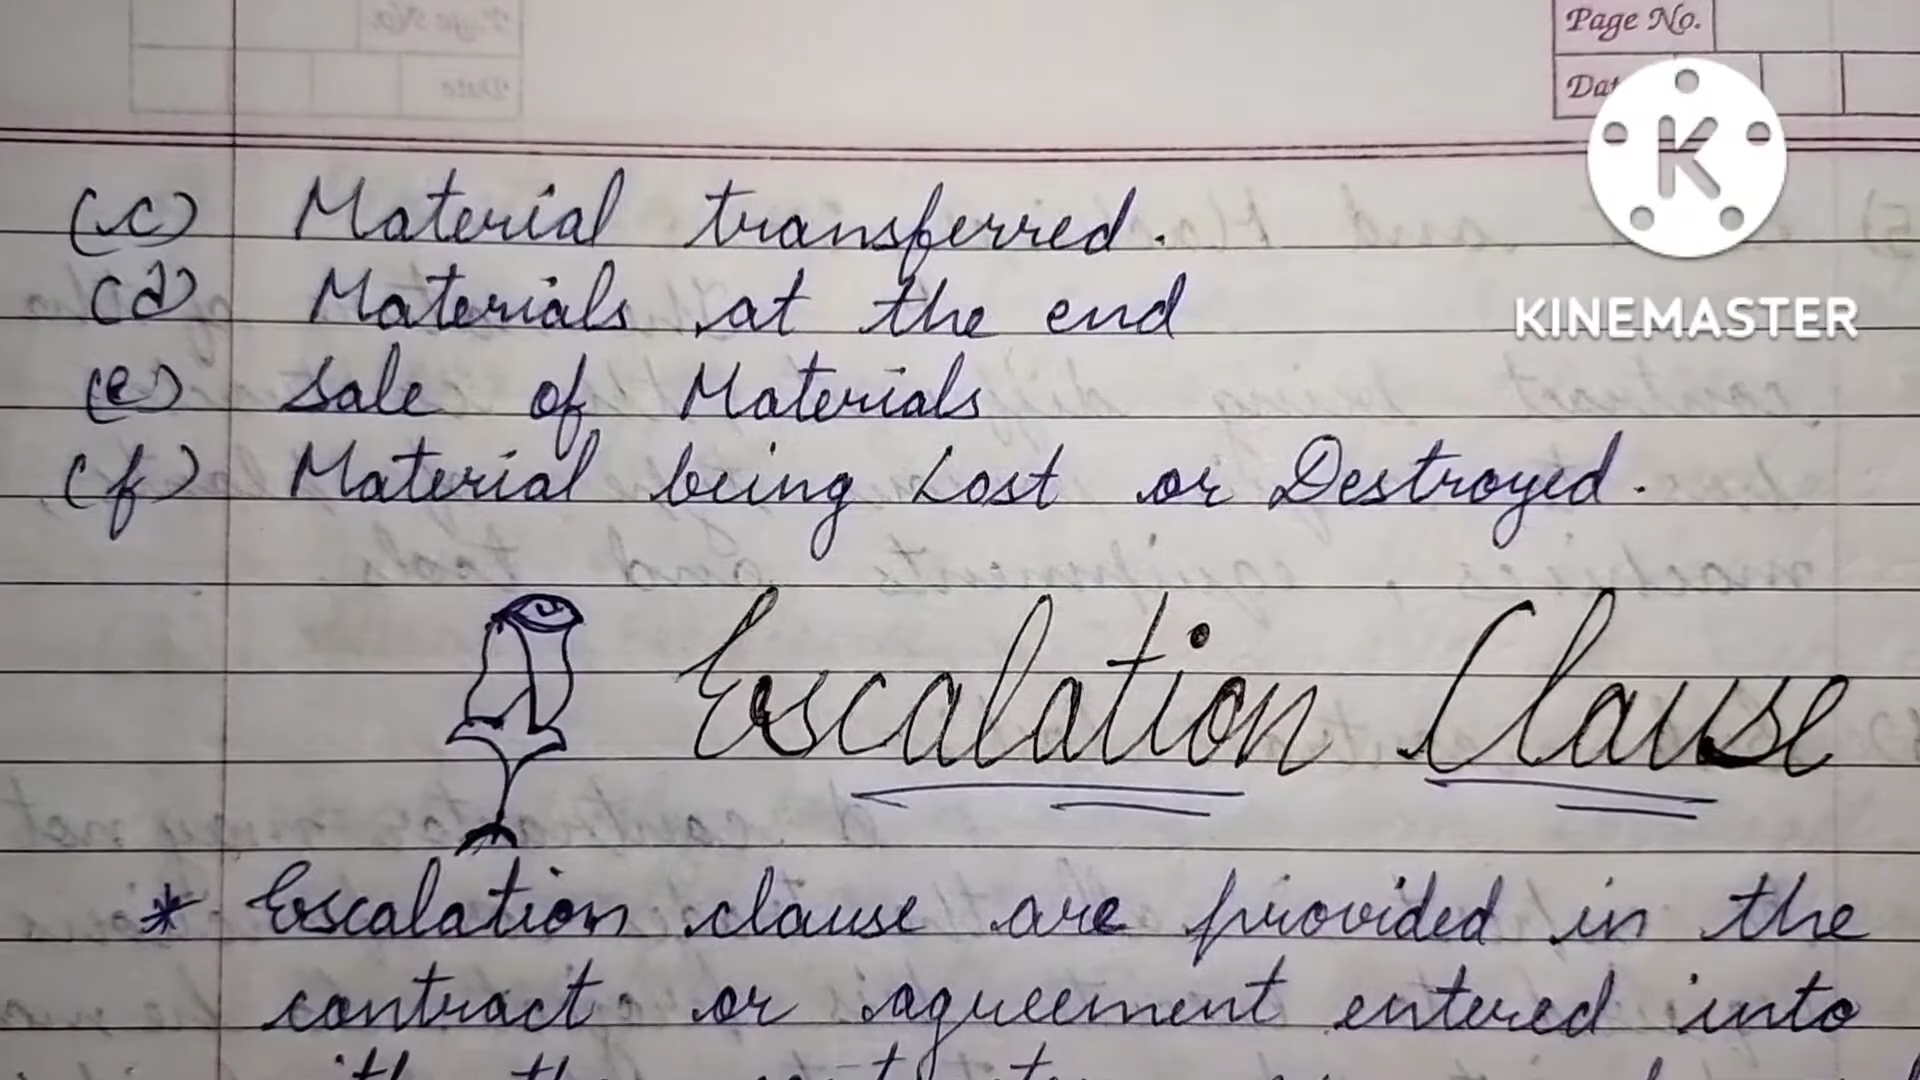 Page No.
Dat
KINEMASTER
(c) Material transferred.
(d) Materials at the end
(e) Sale of Materials
(f) Material being Lost or Destroyed.
Escalation Clause
* Escalation clause are provided in the
contract or agreement entered into